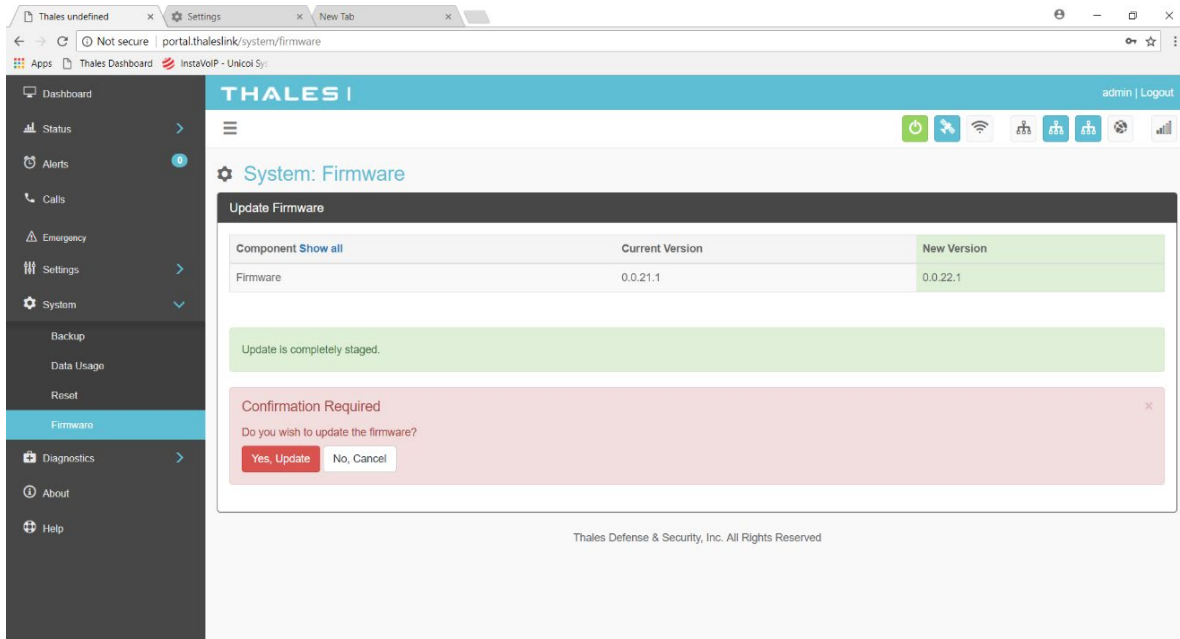 Thales undefined
Settings
New Tab
Not secure | portal.thaleslink/system/firmware
Apps Thales Dashboard InstaVoIP - Unicoi Sys
Dashboard
THALES
admin | Logout
Status
Alerts 0
Calls
Emergency
Settings
System
Backup
Data Usage
Reset
Firmware
Diagnostics
About
Help
System: Firmware
Update Firmware
Component Show all Current Version New Version
Firmware 0.0.21.1 0.0.22.1
Update is completely staged.
Confirmation Required
Do you wish to update the firmware?
Yes, Update No, Cancel
Thales Defense & Security, Inc. All Rights Reserved